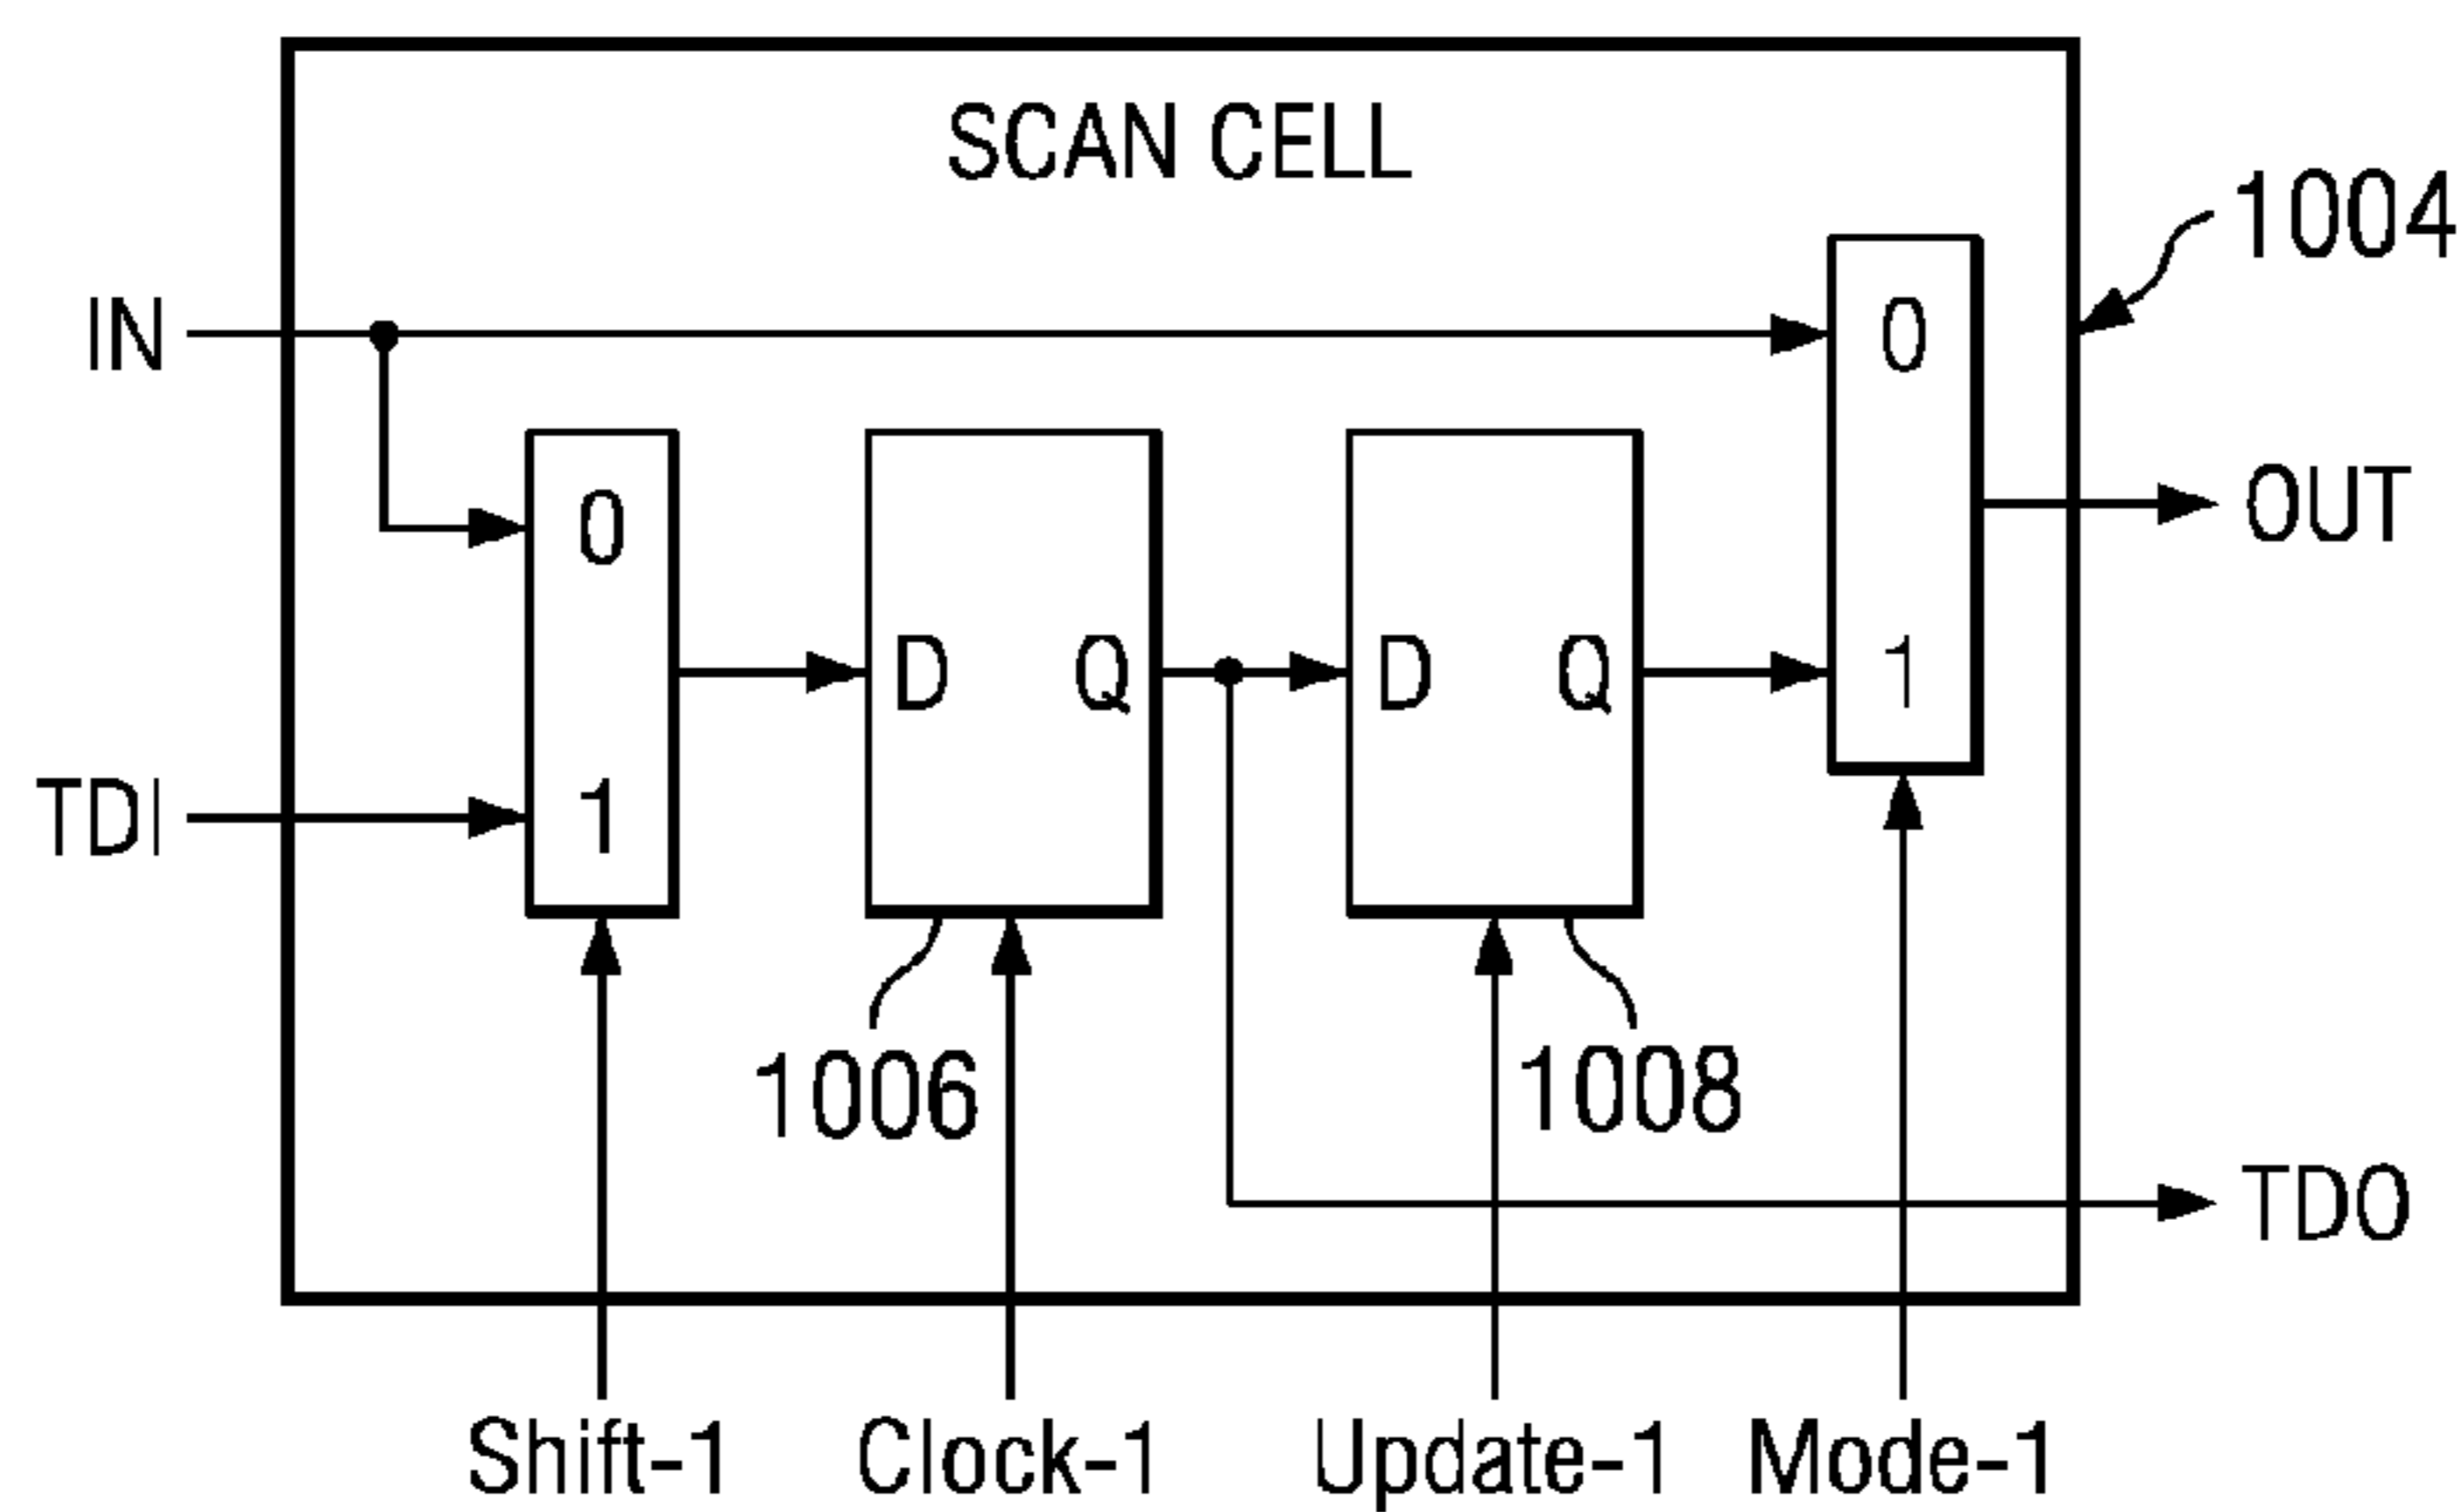 SCAN CELL
1004
IN
0
0
OUT
D Q
D Q
1
TDI
1
1006
1008
TDO
Shift-1
Clock-1
Update-1
Mode-1